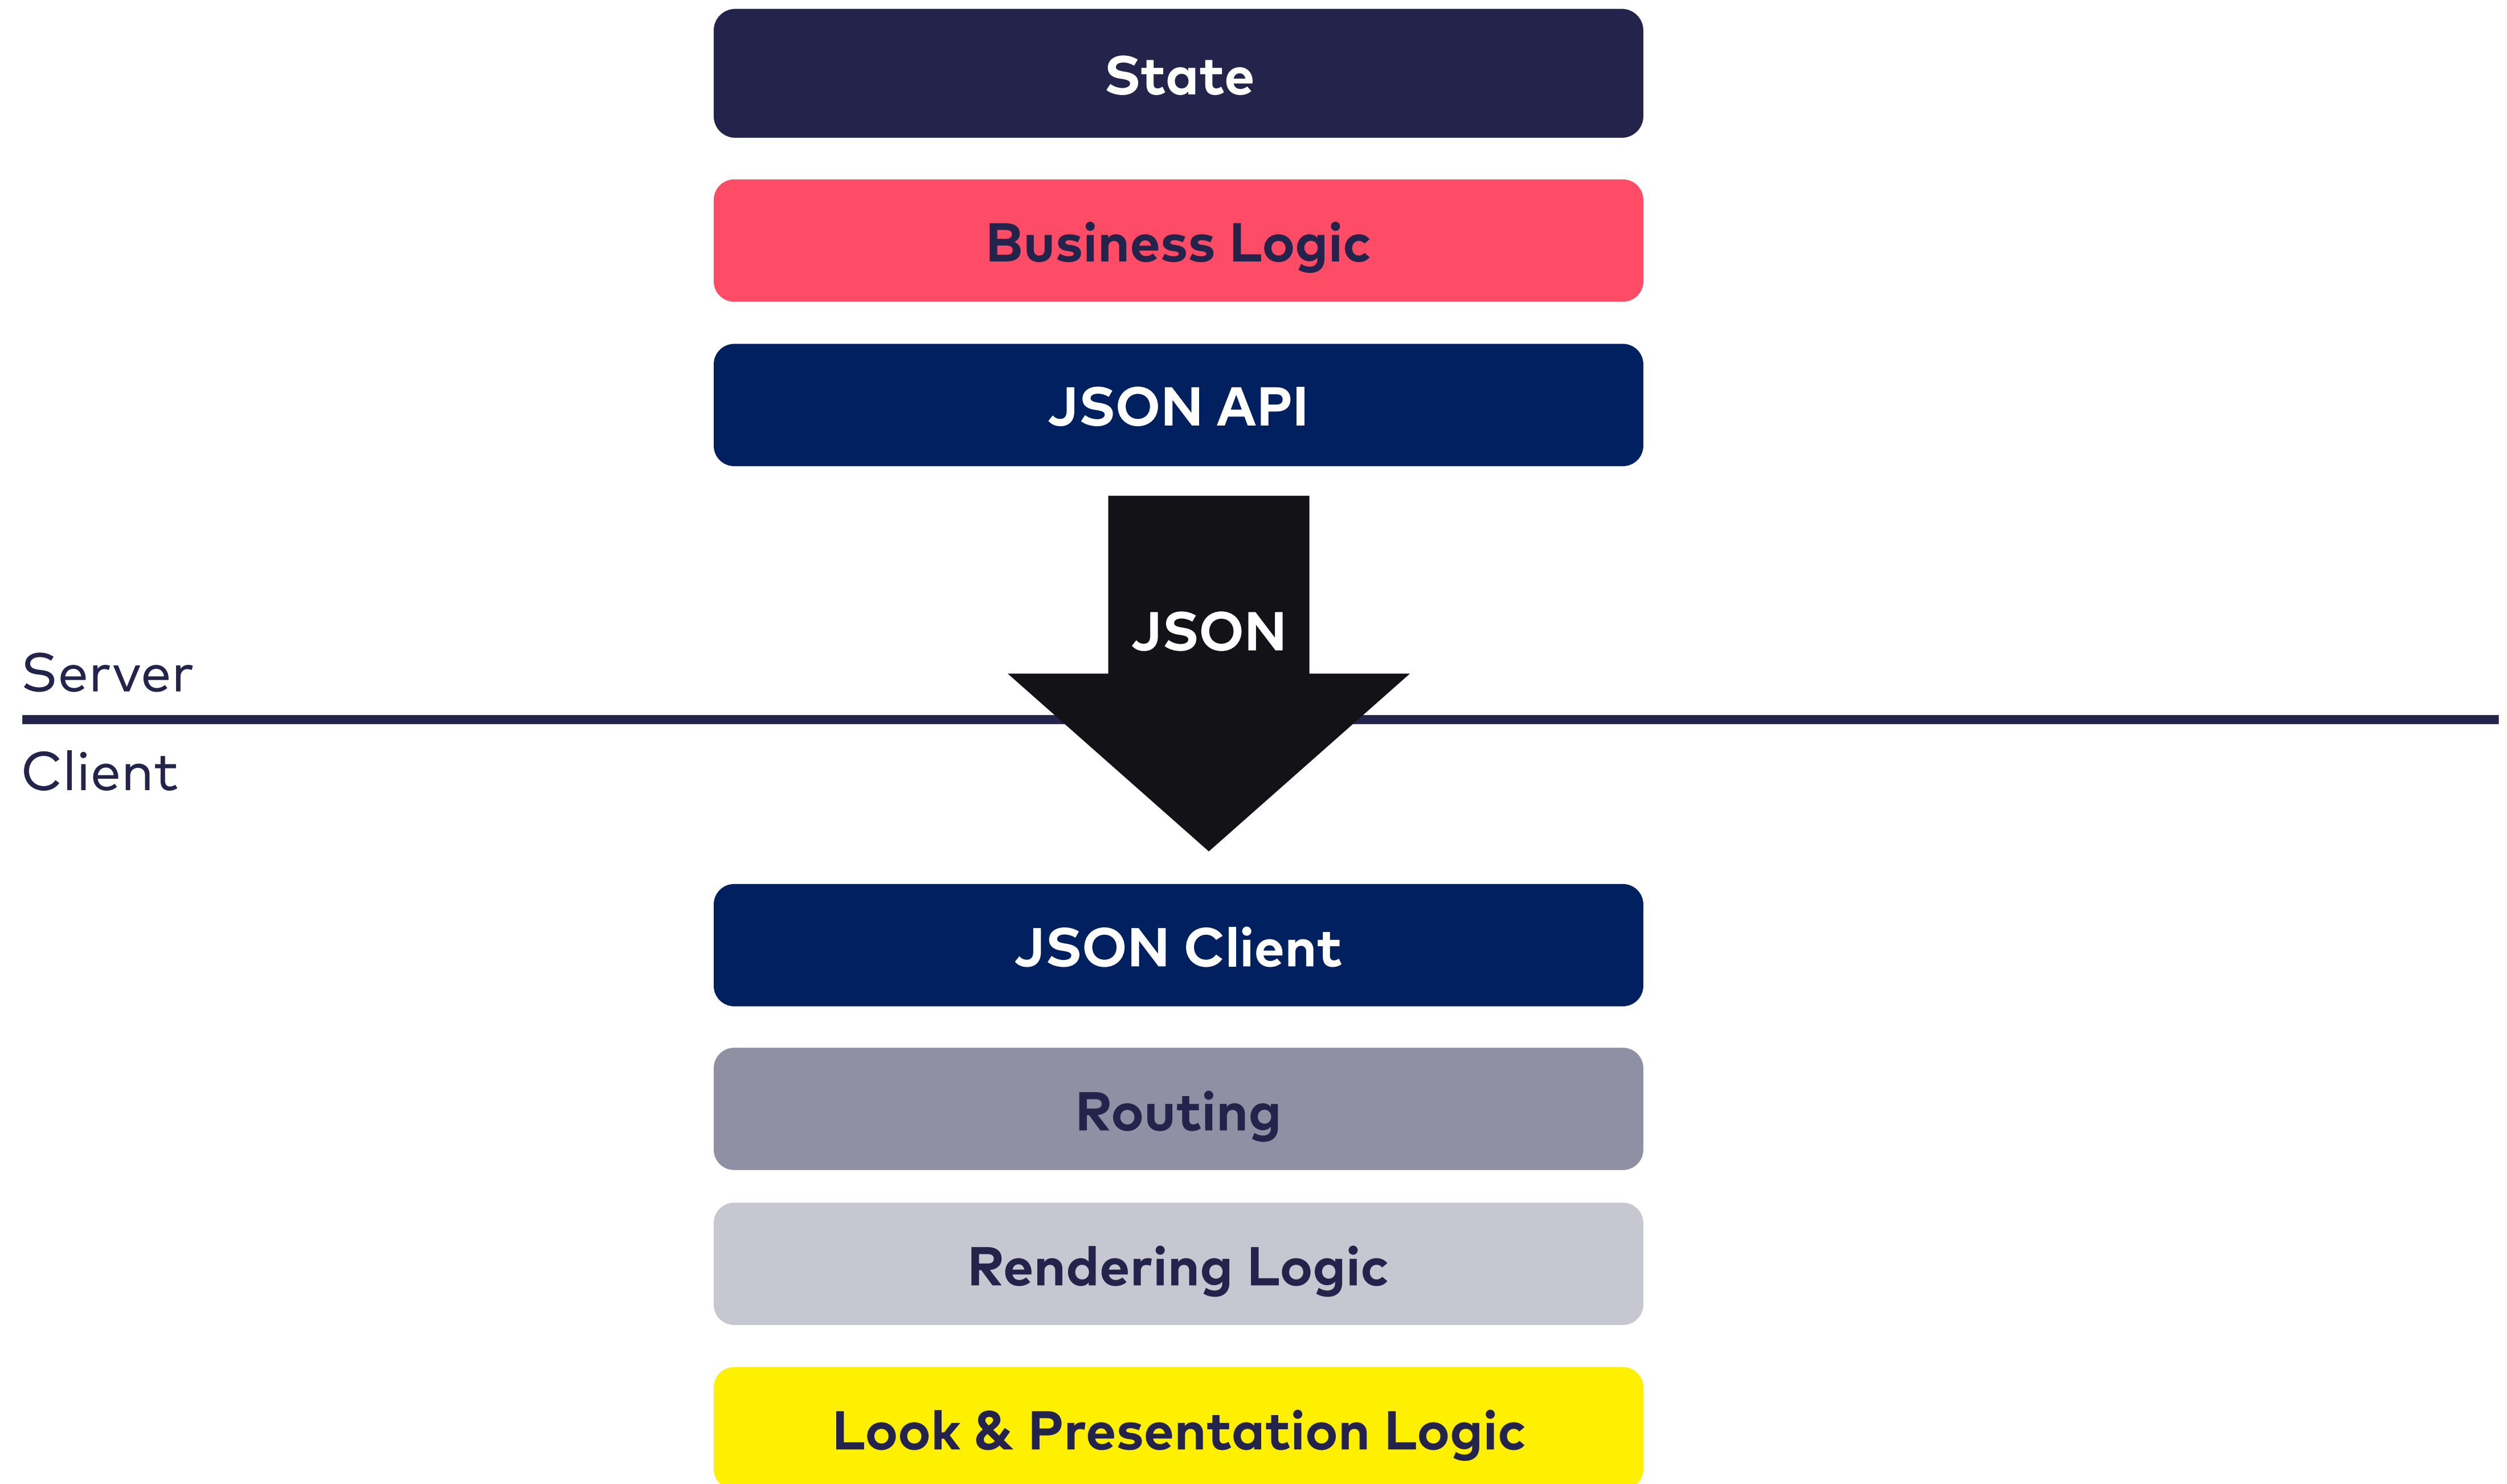 State
Business Logic
JSON API
JSON
Server
Client
JSON Client
Routing
Rendering Logic
Look & Presentation Logic